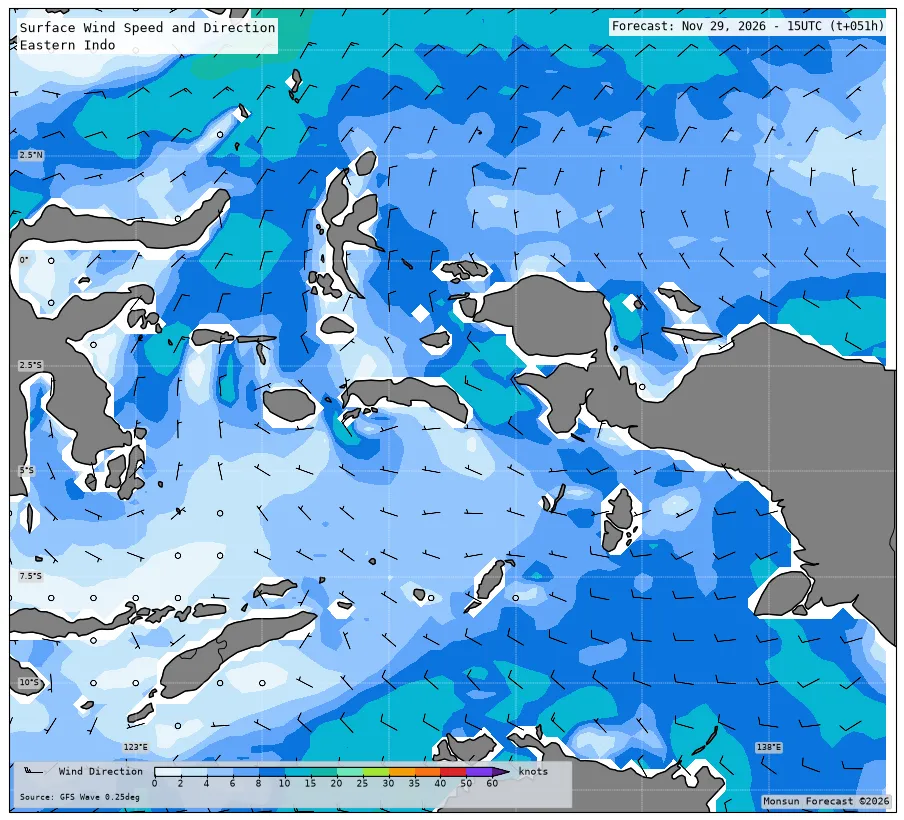 Surface Wind Speed and Direction
Eastern Indo
Forecast: Nov 29, 2026 - 15UTC (t+051h)
2.5°N
0°
2.5°S
5°S
7.5°S
10°S
123°E
138°E
Wind Direction
knots
0 2 4 6 8 10 15 20 25 30 35 40 50 60
Source: GFS Wave 0.25deg
Monsun Forecast ©2026